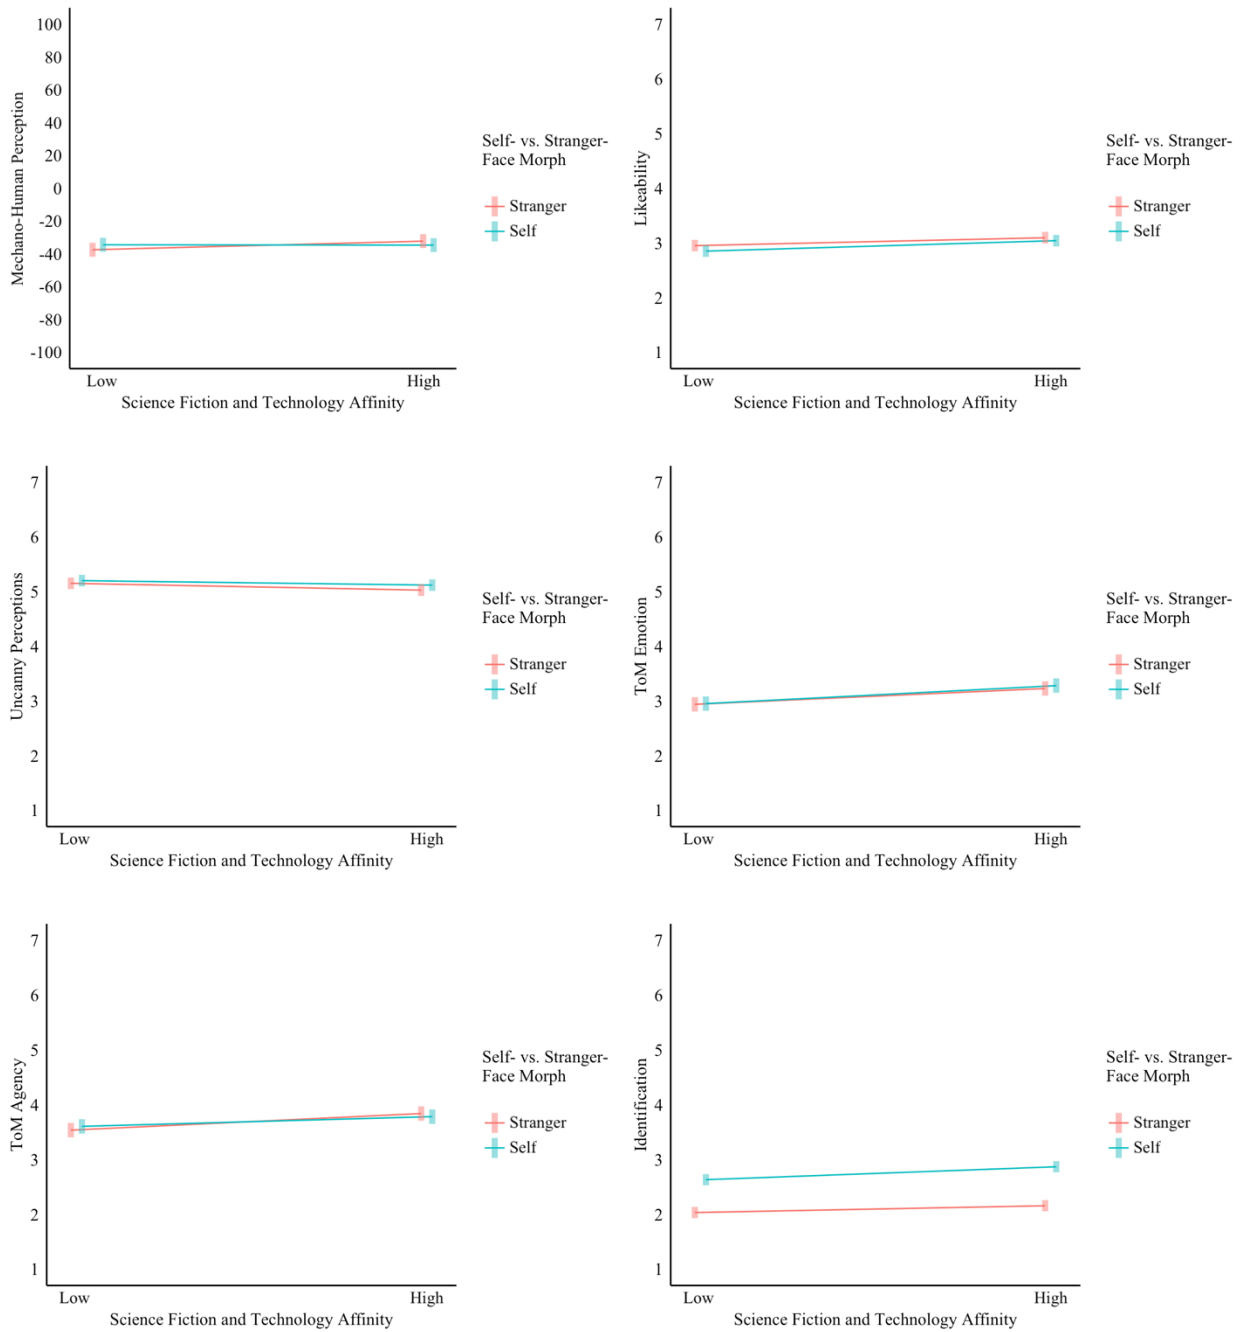 Mechano-Human Perception
100
80
60
40
20
0
-20
-40
-60
-80
-100
Low
High
Science Fiction and Technology Affinity
Self- vs. Stranger-
Face Morph
Stranger
Self
Likeability
7
6
5
4
3
2
1
Low
High
Science Fiction and Technology Affinity
Self- vs. Stranger-
Face Morph
Stranger
Self
Uncanny Perceptions
7
6
5
4
3
2
1
Low
High
Science Fiction and Technology Affinity
Self- vs. Stranger-
Face Morph
Stranger
Self
ToM Emotion
7
6
5
4
3
2
1
Low
High
Science Fiction and Technology Affinity
Self- vs. Stranger-
Face Morph
Stranger
Self
ToM Agency
7
6
5
4
3
2
1
Low
High
Science Fiction and Technology Affinity
Self- vs. Stranger-
Face Morph
Stranger
Self
Identification
7
6
5
4
3
2
1
Low
High
Science Fiction and Technology Affinity
Self- vs. Stranger-
Face Morph
Stranger
Self